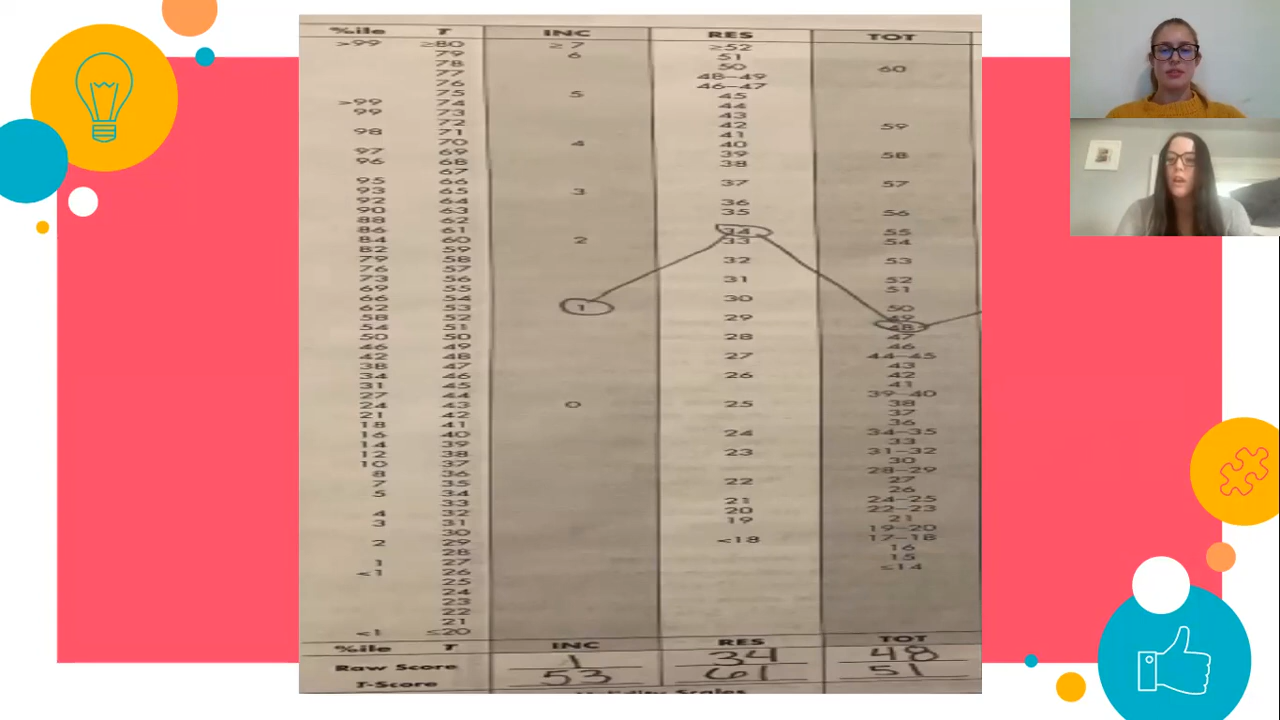 %ile T INC RES TOT
>99 ≥80 ≥7 ≥52
79 6 51
78 50 60
77 48–49
76 46–47
75 5 45
>99 74 44
99 73 43
72 42 59
98 71 41
70 4 40
97 69 39 58
96 68 38
67
95 66 37 57
93 65 3
92 64 36
90 63 35 56
88 62
86 61 34 55
84 60 2 33 54
82 59
79 58 32 53
76 57
73 56 31 52
69 55 51
66 54 30
62 53 1 50
58 52 29 49
54 51 48
50 50 28 47
46 49 46
42 48 27 44–45
38 47 43
34 46 26 42
31 45 41
27 44 39–40
24 43 0 25 38
21 42 37
18 41 36
16 40 24 34–35
14 39 33
12 38 23 31–32
10 37 30
8 36 28–29
7 35 22 27
5 34 26
33 21 24–25
4 32 20 22–23
3 31 19 21
30 19–20
2 29 <18 17–18
28 16
1 27 15
<1 26 ≤14
25
24
23
22
21
<1 ≤20
%ile T INC RES TOT
Raw Score 1 34 48
T-Score 53 61 51
Validity Scales